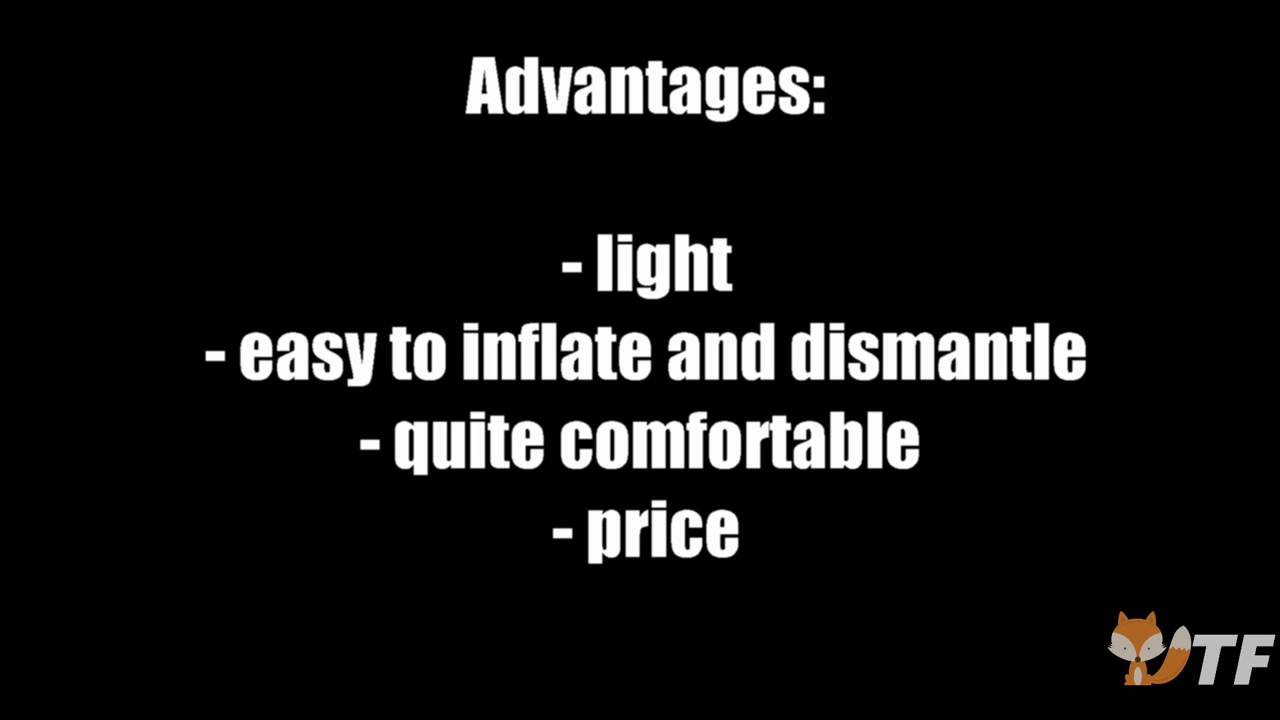 Advantages:
- light
- easy to inflate and dismantle
- quite comfortable
- price
TF